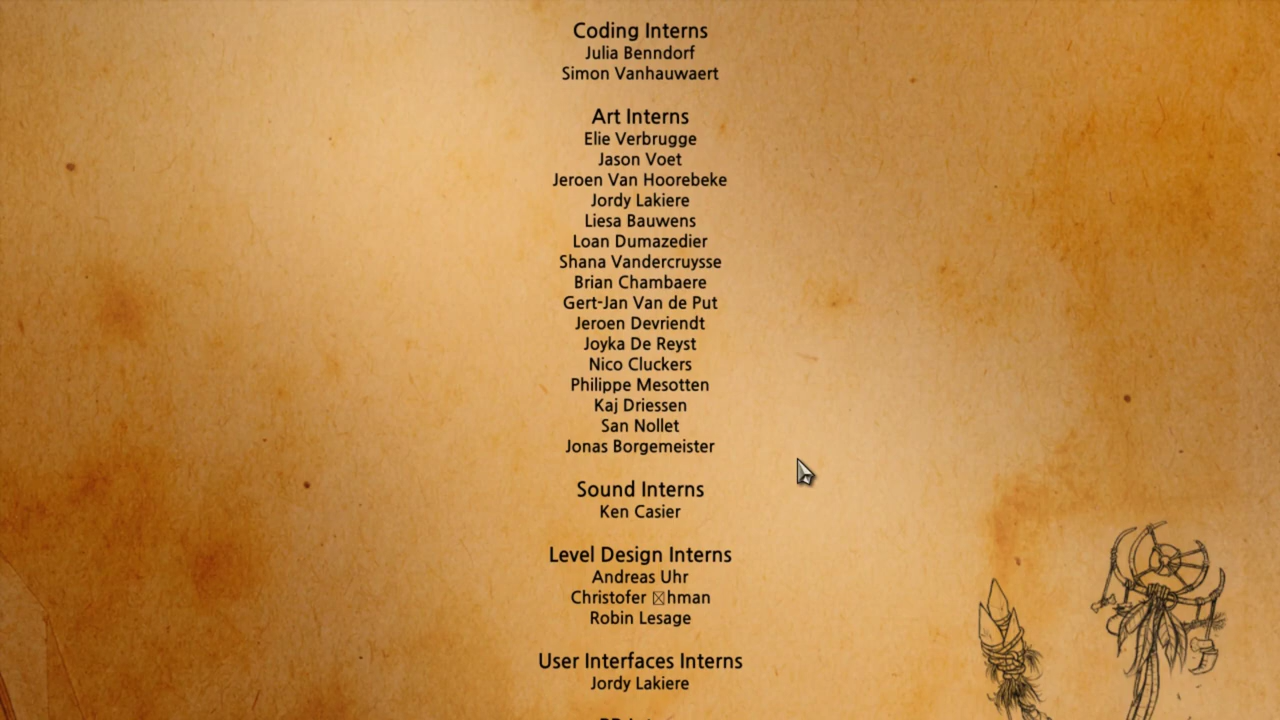 Coding Interns
Julia Benndorf
Simon Vanhauwaert
Art Interns
Elie Verbrugge
Jason Voet
Jeroen Van Hoorebeke
Jordy Lakiere
Liesa Bauwens
Loan Dumazedier
Shana Vandercruysse
Brian Chambaere
Gert-Jan Van de Put
Jeroen Devriendt
Joyka De Reyst
Nico Cluckers
Philippe Mesotten
Kaj Driessen
San Nollet
Jonas Borgemeister
Sound Interns
Ken Casier
Level Design Interns
Andreas Uhr
Christofer
Robin Lesage
User Interfaces Interns
Jordy Lakiere